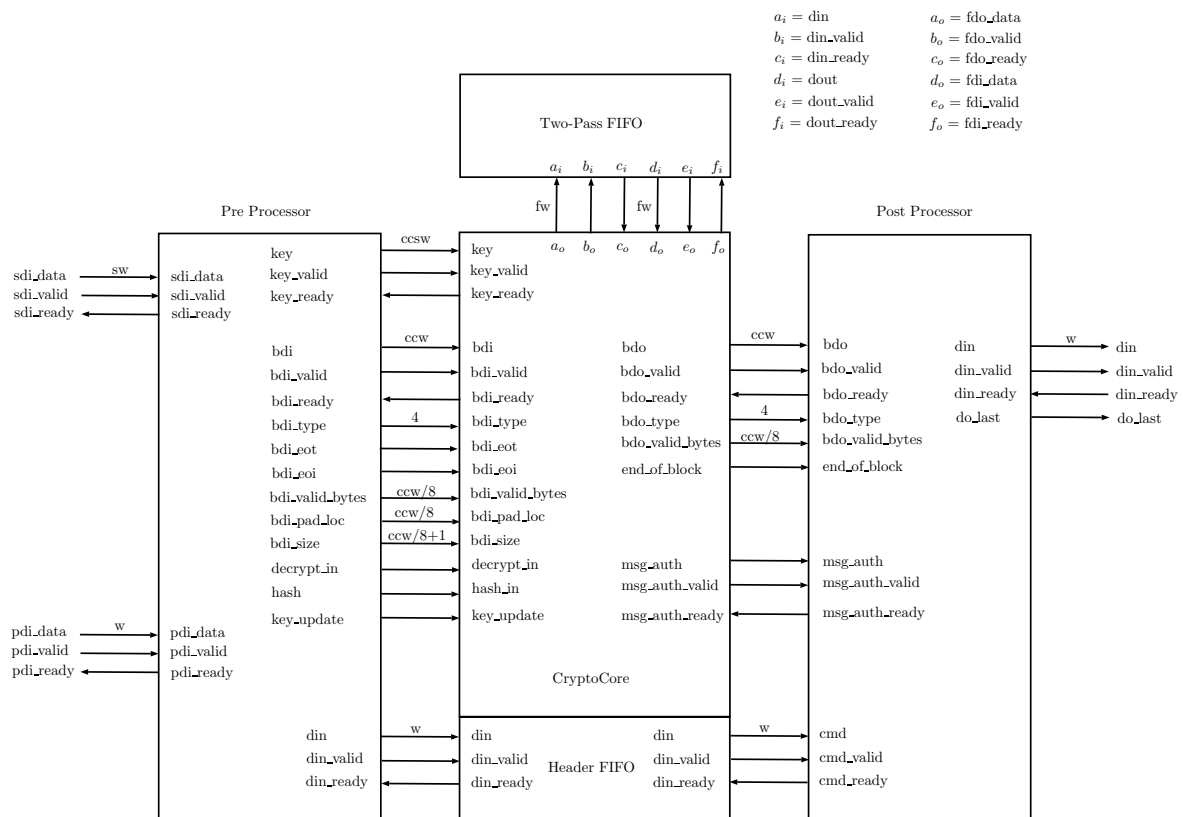 a_i = din a_o = fdo_data
b_i = din_valid b_o = fdo_valid
c_i = din_ready c_o = fdo_ready
d_i = dout d_o = fdi_data
e_i = dout_valid e_o = fdi_valid
f_i = dout_ready f_o = fdi_ready
Two-Pass FIFO
a_i b_i c_i d_i e_i f_i
fw fw
Pre Processor Post Processor
a_o b_o c_o d_o e_o f_o
key ccsw key
sdi_data sw sdi_data key_valid key_valid
sdi_valid sdi_valid key_ready key_ready
sdi_ready sdi_ready
bdi ccw bdi bdo ccw bdo din w din
bdi_valid bdi_valid bdo_valid bdo_valid din_valid din_valid
bdi_ready bdi_ready bdo_ready bdo_ready din_ready din_ready
bdi_type 4 bdi_type bdo_type 4 bdo_type do_last do_last
bdi_eot bdi_eot bdo_valid_bytes ccw/8 bdo_valid_bytes
bdi_eoi bdi_eoi end_of_block end_of_block
bdi_valid_bytes ccw/8 bdi_valid_bytes
bdi_pad_loc ccw/8 bdi_pad_loc
bdi_size ccw/8+1 bdi_size
decrypt_in decrypt_in msg_auth msg_auth
hash hash_in msg_auth_valid msg_auth_valid
key_update key_update msg_auth_ready msg_auth_ready
pdi_data w pdi_data
pdi_valid pdi_valid
pdi_ready pdi_ready
CryptoCore
din w din din w cmd
din_valid din_valid din_valid cmd_valid
Header FIFO
din_ready din_ready din_ready cmd_ready